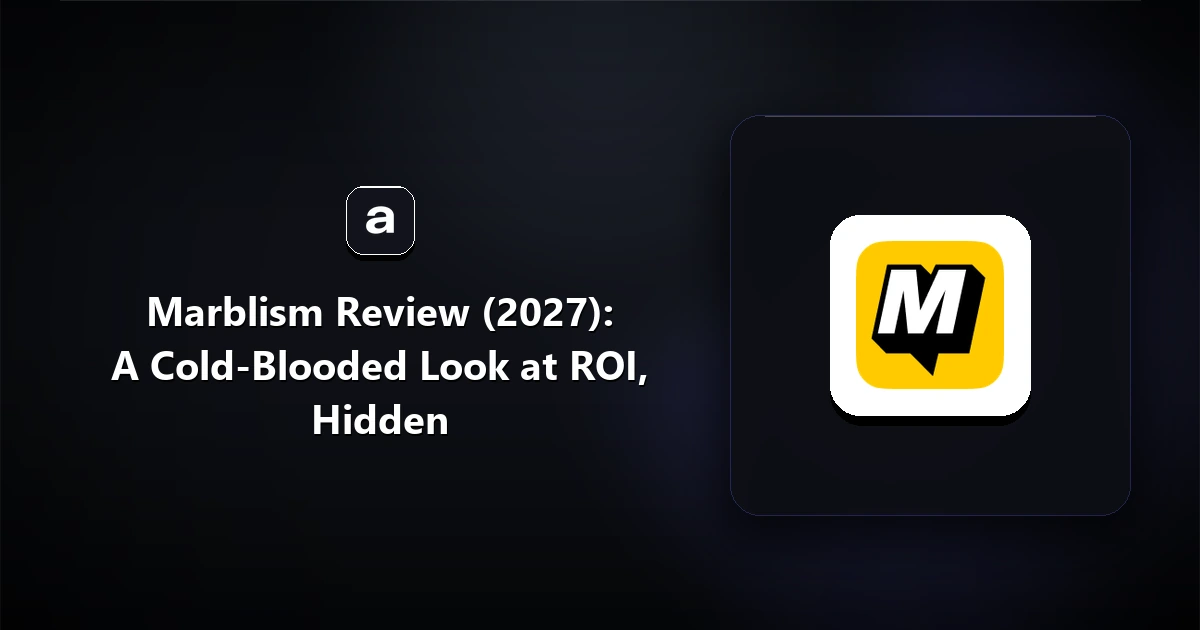 a
Marblism Review (2027):
A Cold-Blooded Look at ROI,
Hidden
M